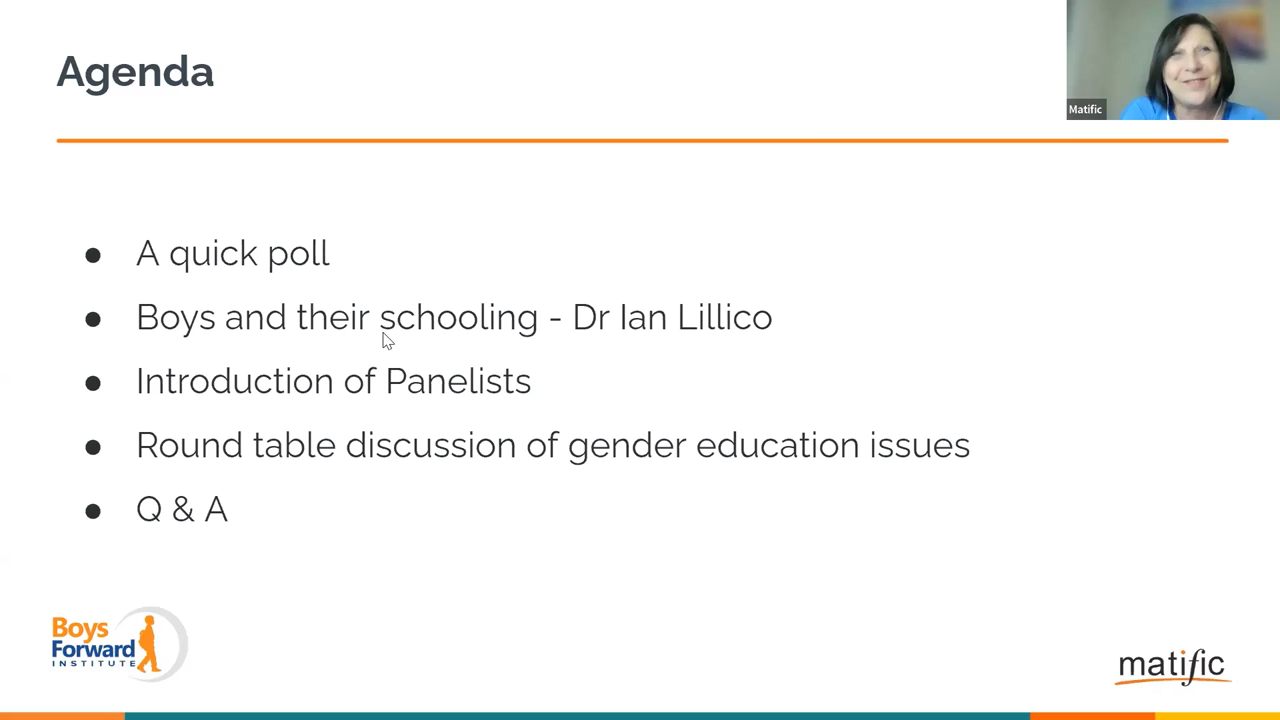 Agenda
Matific
A quick poll
Boys and their schooling - Dr Ian Lillico
Introduction of Panelists
Round table discussion of gender education issues
Q & A
Boys
Forward
INSTITUTE
matific